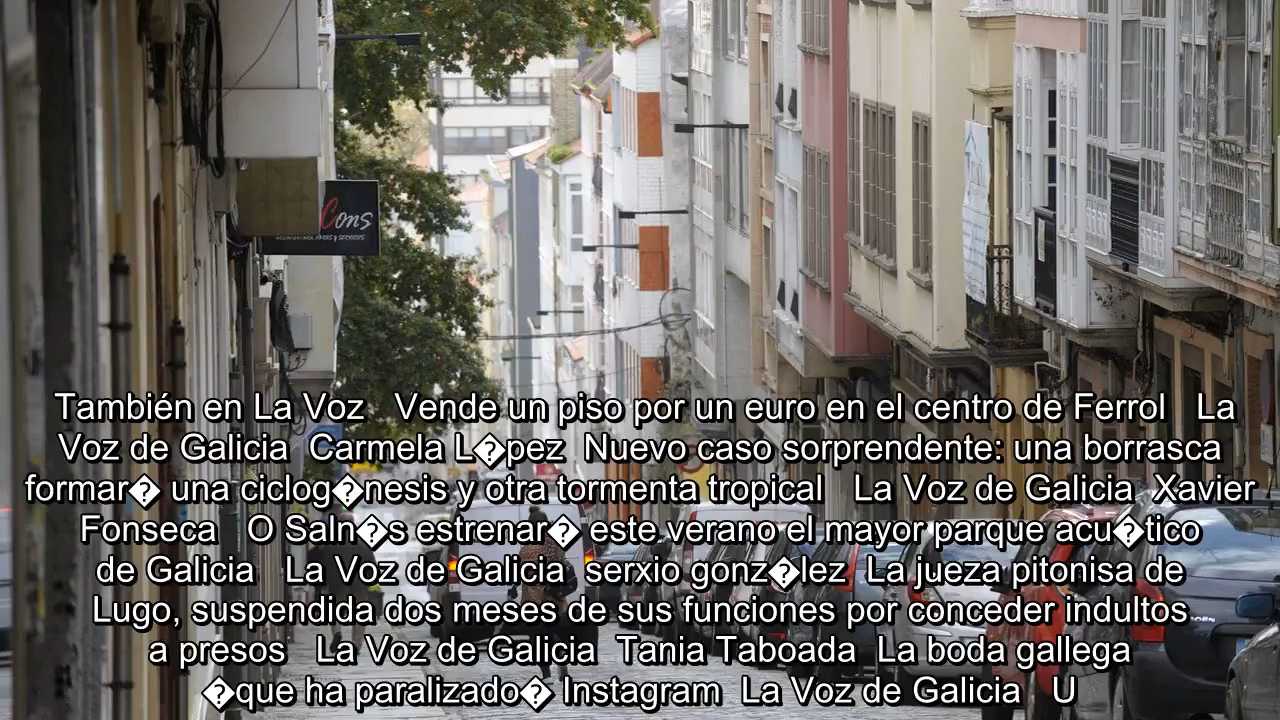 Cons
También en La Voz Vende un piso por un euro en el centro de Ferrol La
Voz de Galicia Carmela L�pez Nuevo caso sorprendente: una borrasca
formar� una ciclog�nesis y otra tormenta tropical La Voz de Galicia Xavier
Fonseca O Saln�s estrenar� este verano el mayor parque acu�tico
de Galicia La Voz de Galicia serxio gonz�lez La jueza pitonisa de
Lugo, suspendida dos meses de sus funciones por conceder indultos
a presos La Voz de Galicia Tania Taboada La boda gallega
�que ha paralizado� Instagram La Voz de Galicia U